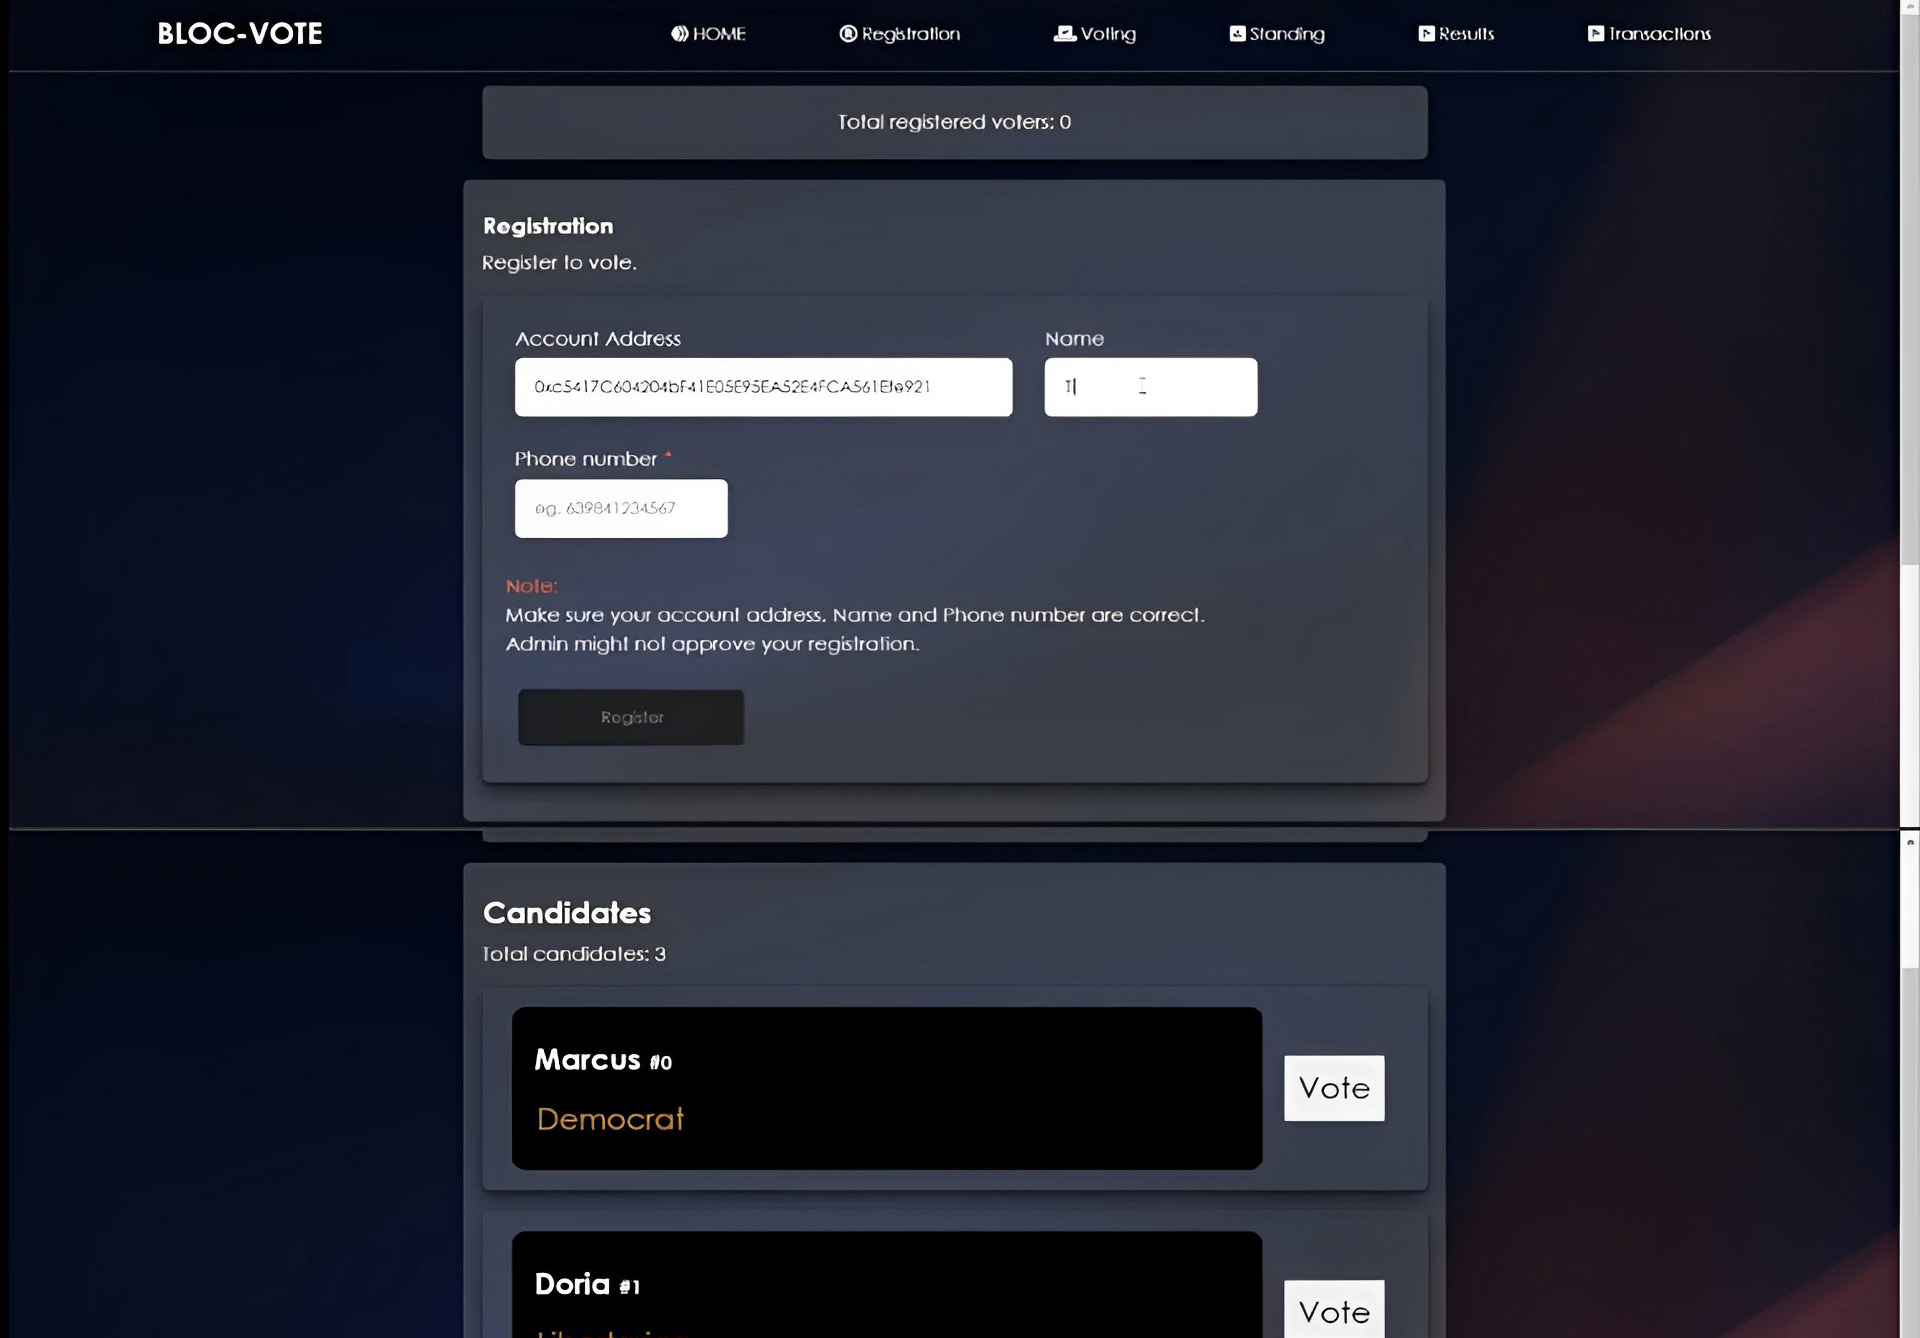 BLOC-VOTE HOME Registration Voting Standing Results Transactions
Total registered voters: 0
Registration
Register to vote.
Account Address Name
0xc5417C604204bF41E05E95EA52E4FCA561Efe921 T
Phone number *
eg. 639841234567
Note:
Make sure your account address, Name and Phone number are correct.
Admin might not approve your registration.
Register
Candidates
Total candidates: 3
Marcus #0
Democrat
Vote
Doria #1
Vote